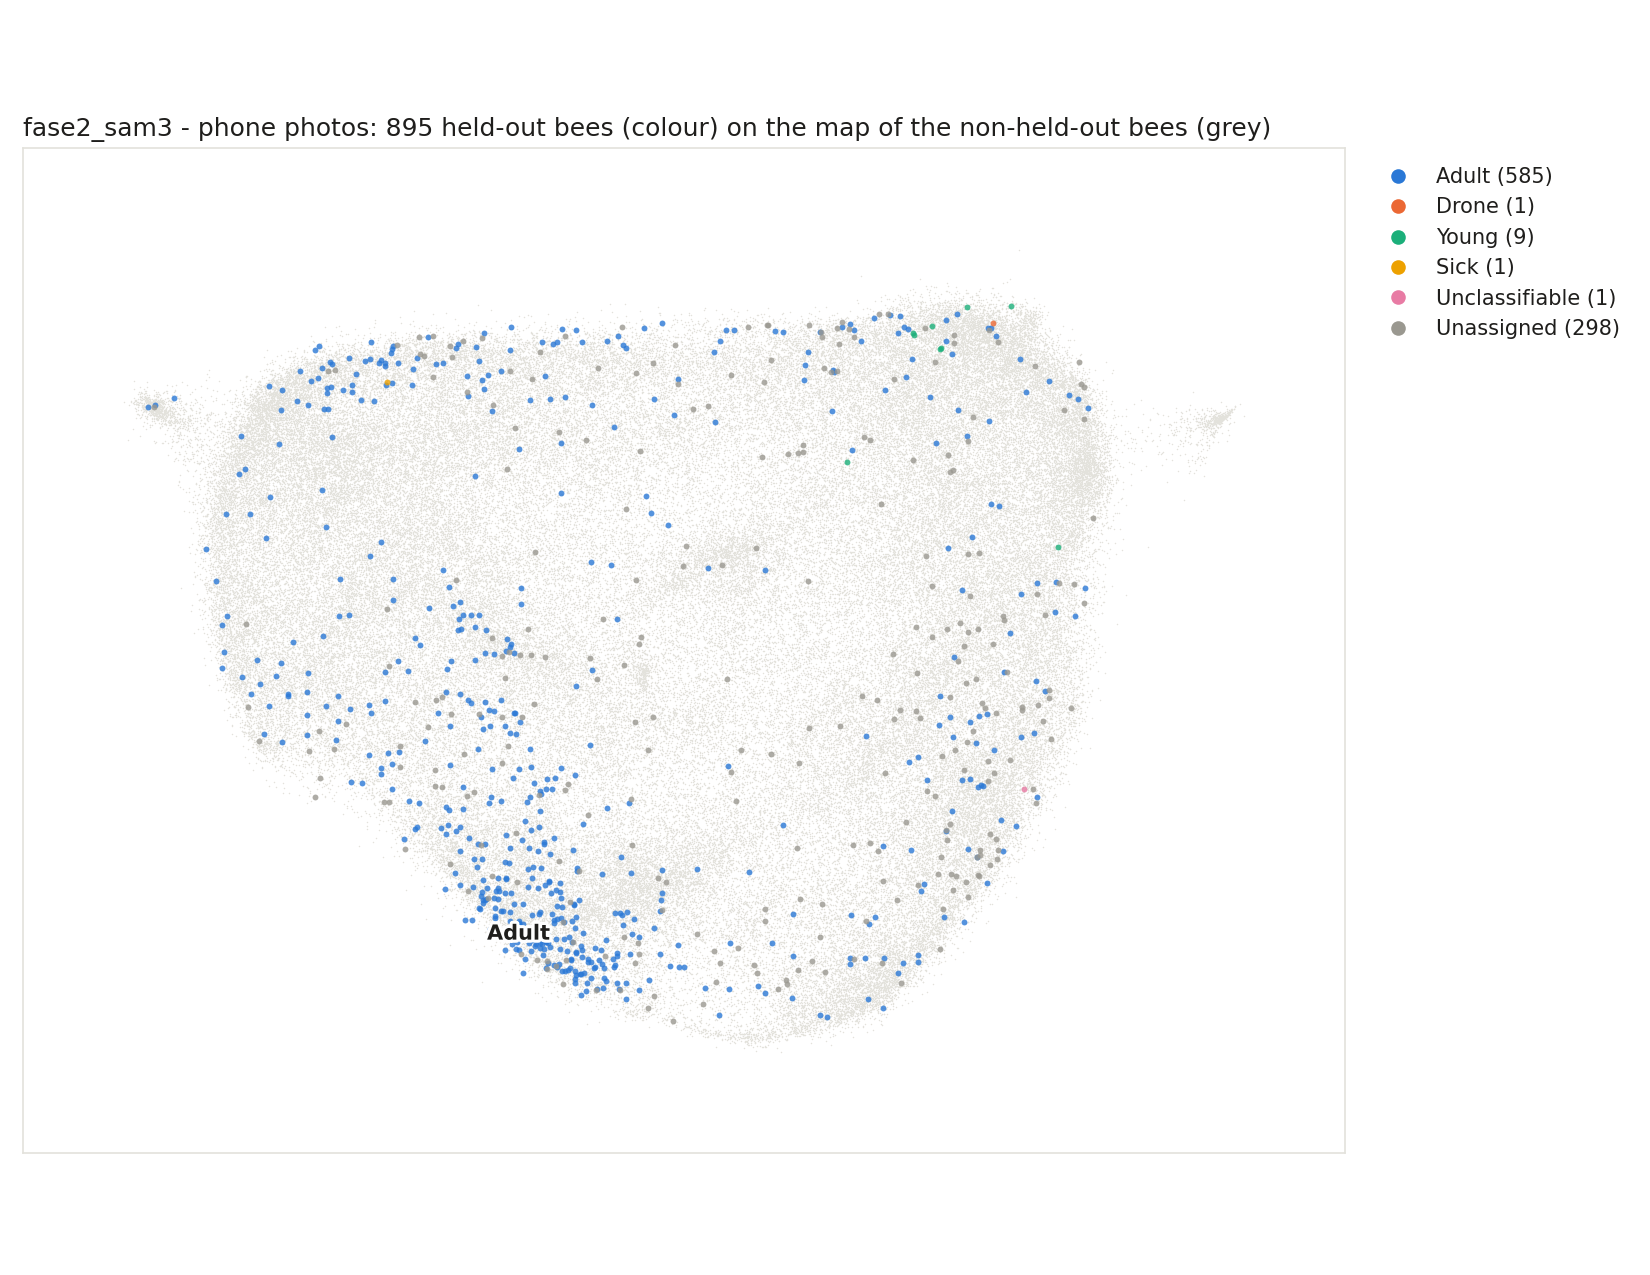 fase2_sam3 - phone photos: 895 held-out bees (colour) on the map of the non-held-out bees (grey)
Adult (585)
Drone (1)
Young (9)
Sick (1)
Unclassifiable (1)
Unassigned (298)
Adult